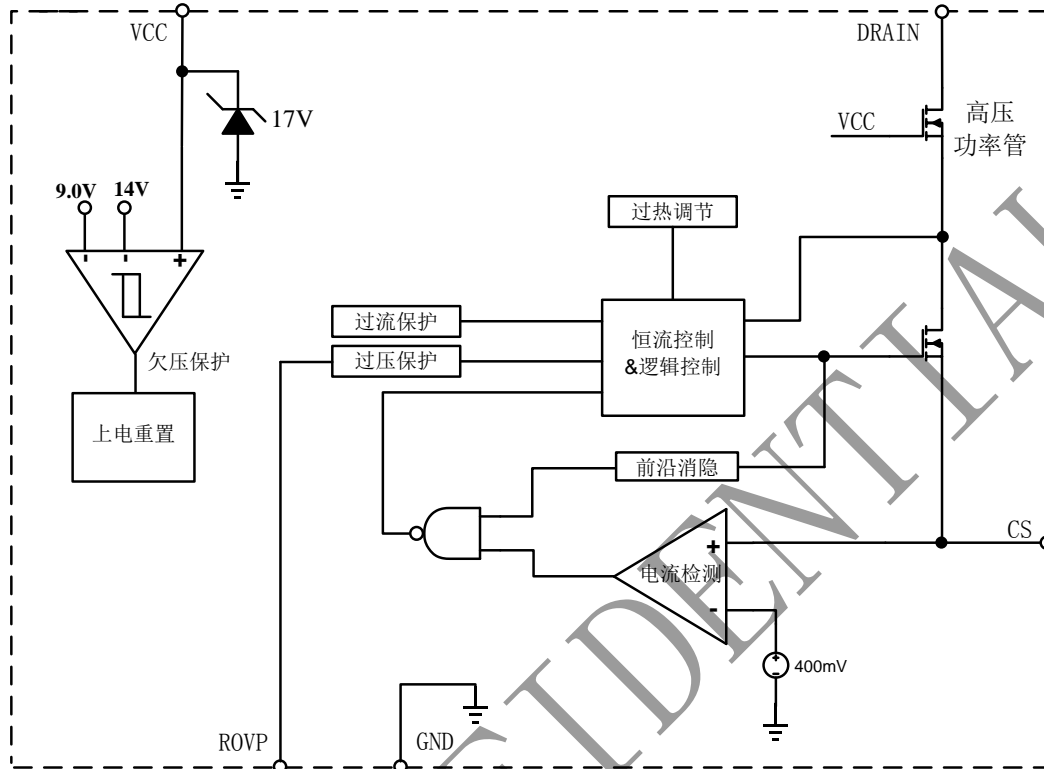 VCC
DRAIN
17V
VCC
高压
功率管
9.0V
14V
-
-
+
过热调节
过流保护
过压保护
恒流控制
&逻辑控制
欠压保护
上电重置
前沿消隐
CS
+
电流检测
-
+
-
400mV
ROVP
GND
IDENTIAL